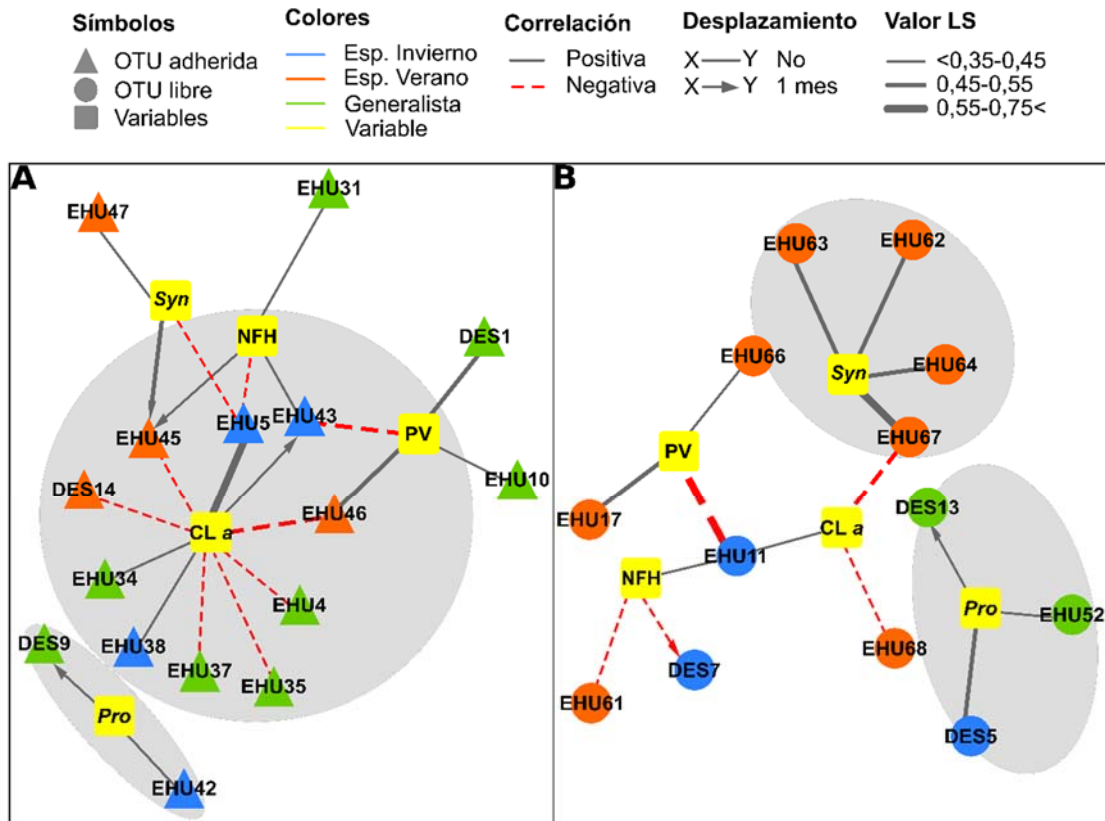 Símbolos
OTU adherida
OTU libre
Variables
Colores
Esp. Invierno
Esp. Verano
Generalista
Variable
Correlación
Positiva
Negativa
Desplazamiento
X Y No
X Y 1 mes
Valor LS
<0,35-0,45
0,45-0,55
0,55-0,75<
A
EHU31
EHU47
Syn
NFH
DES1
EHU5
EHU43
EHU45
PV
DES14
EHU10
EHU46
CL a
EHU34
EHU4
DES9
EHU38
EHU37
EHU35
Pro
EHU42
B
EHU63
EHU62
EHU66
Syn
EHU64
EHU67
PV
DES13
EHU17
CL a
EHU11
NFH
Pro
EHU52
EHU68
DES7
EHU61
DES5